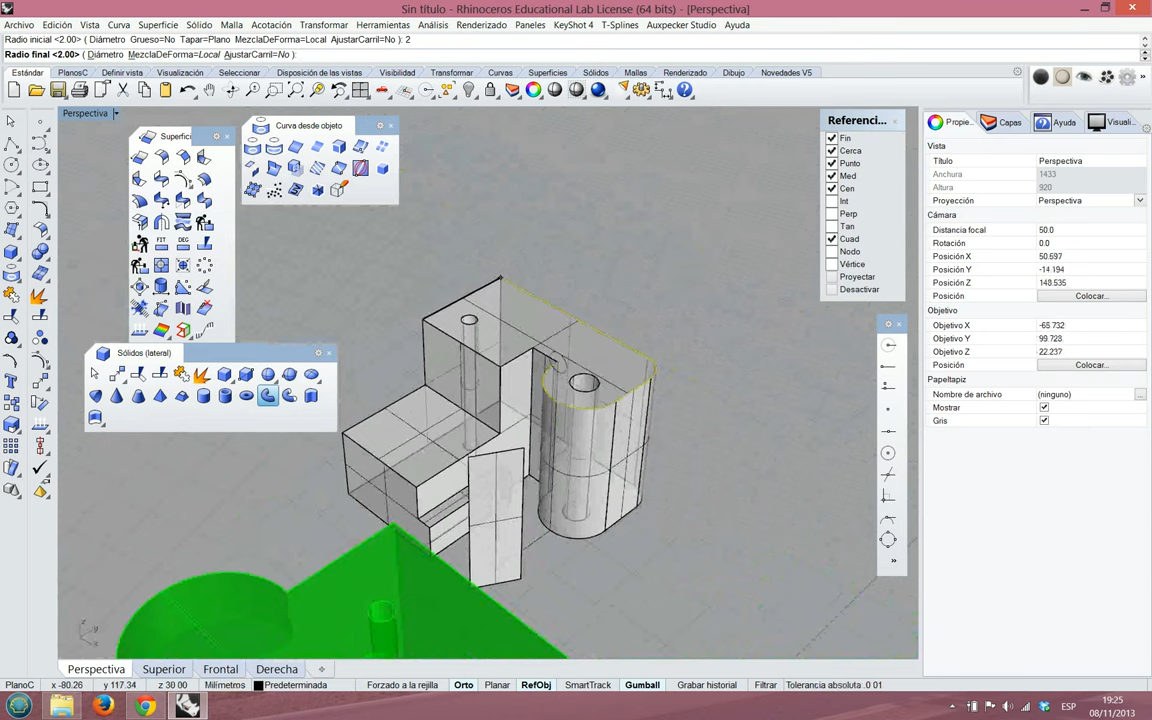 Sin título - Rhinoceros Educational Lab License (64 bits) - [Perspectiva]
Archivo Edición Vista Curva Superficie Sólido Malla Acotación Transformar Herramientas Análisis Renderizado Paneles KeyShot 4 T-Splines Auxpecker Studio Ayuda
Radio inicial <2.00> ( Diámetro Grueso=No Tapar=Plano MezclaDeForma=Local AjustarCarril=No ): 2
Radio final <2.00> ( Diámetro MezclaDeForma=Local AjustarCarril=No ):
Estándar PlanosC Definir vista Visualización Seleccionar Disposición de las vistas Visibilidad Transformar Curvas Superficies Sólidos Mallas Renderizado Dibujo Novedades V5
Perspectiva
Superfici
Curva desde objeto
FIT DEG
Sólidos (lateral)
Referenci...
Fin
Cerca
Punto
Med
Cen
Int
Perp
Tan
Cuad
Nodo
Vértice
Proyectar
Desactivar
Propie... Capas Ayuda Visuali...
Vista
Título Perspectiva
Anchura 1433
Altura 920
Proyección Perspectiva
Cámara
Distancia focal 50.0
Rotación 0.0
Posición X 50.697
Posición Y -14.194
Posición Z 148.535
Posición Colocar...
Objetivo
Objetivo X -65.732
Objetivo Y 99.728
Objetivo Z 22.237
Posición Colocar...
Papeltapiz
Nombre de archivo (ninguno) ...
Mostrar
Gris
z y x
Perspectiva Superior Frontal Derecha
PlanoC x -80.26 y 117.34 z 30.00 Milímetros Predeterminada Forzado a la rejilla Orto Planar RefObj SmartTrack Gumball Grabar historial Filtrar Tolerancia absoluta: 0.01
ESP
19:25
08/11/2013